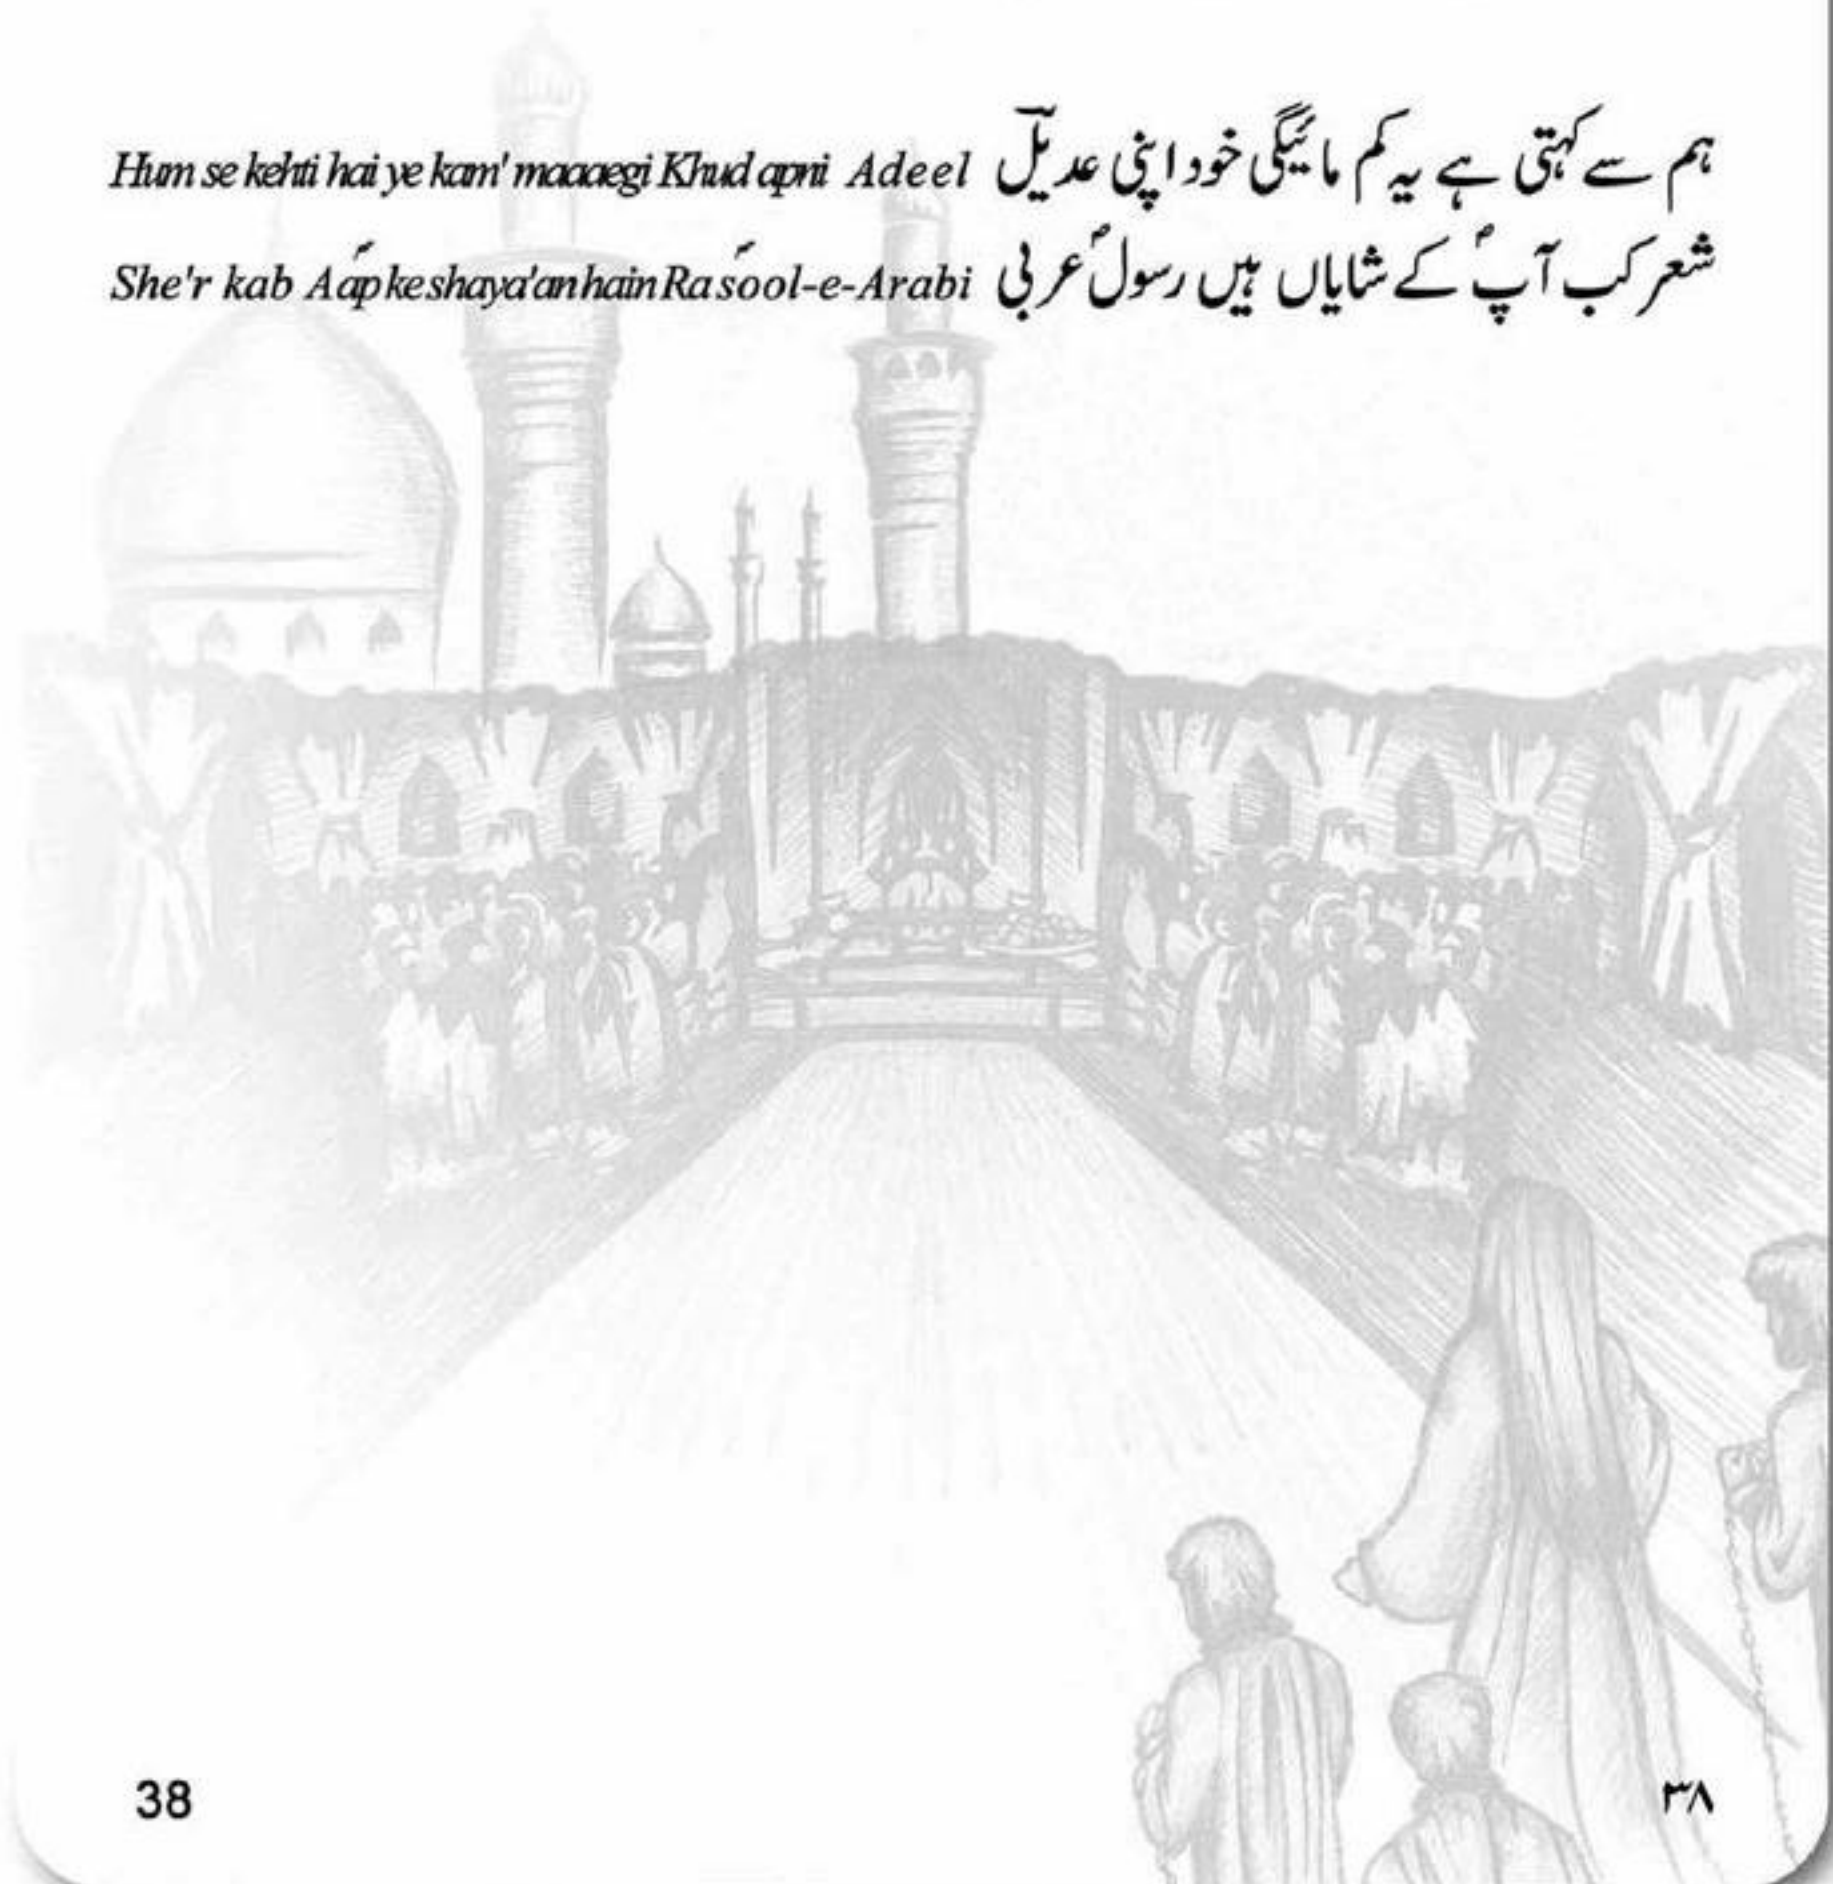 Hum se kehti hai ye kam' maaaegi Khud apni Adeel ہم سے کہتی ہے یہ کم مائیگی خود اپنی عدیلؔ
She'r kab Aapؐ ke shaya'an hain Rasoolؐ-e-Arabi شعر کب آپؐ کے شایاں ہیں رسولؐ عربی
38 ۳۸